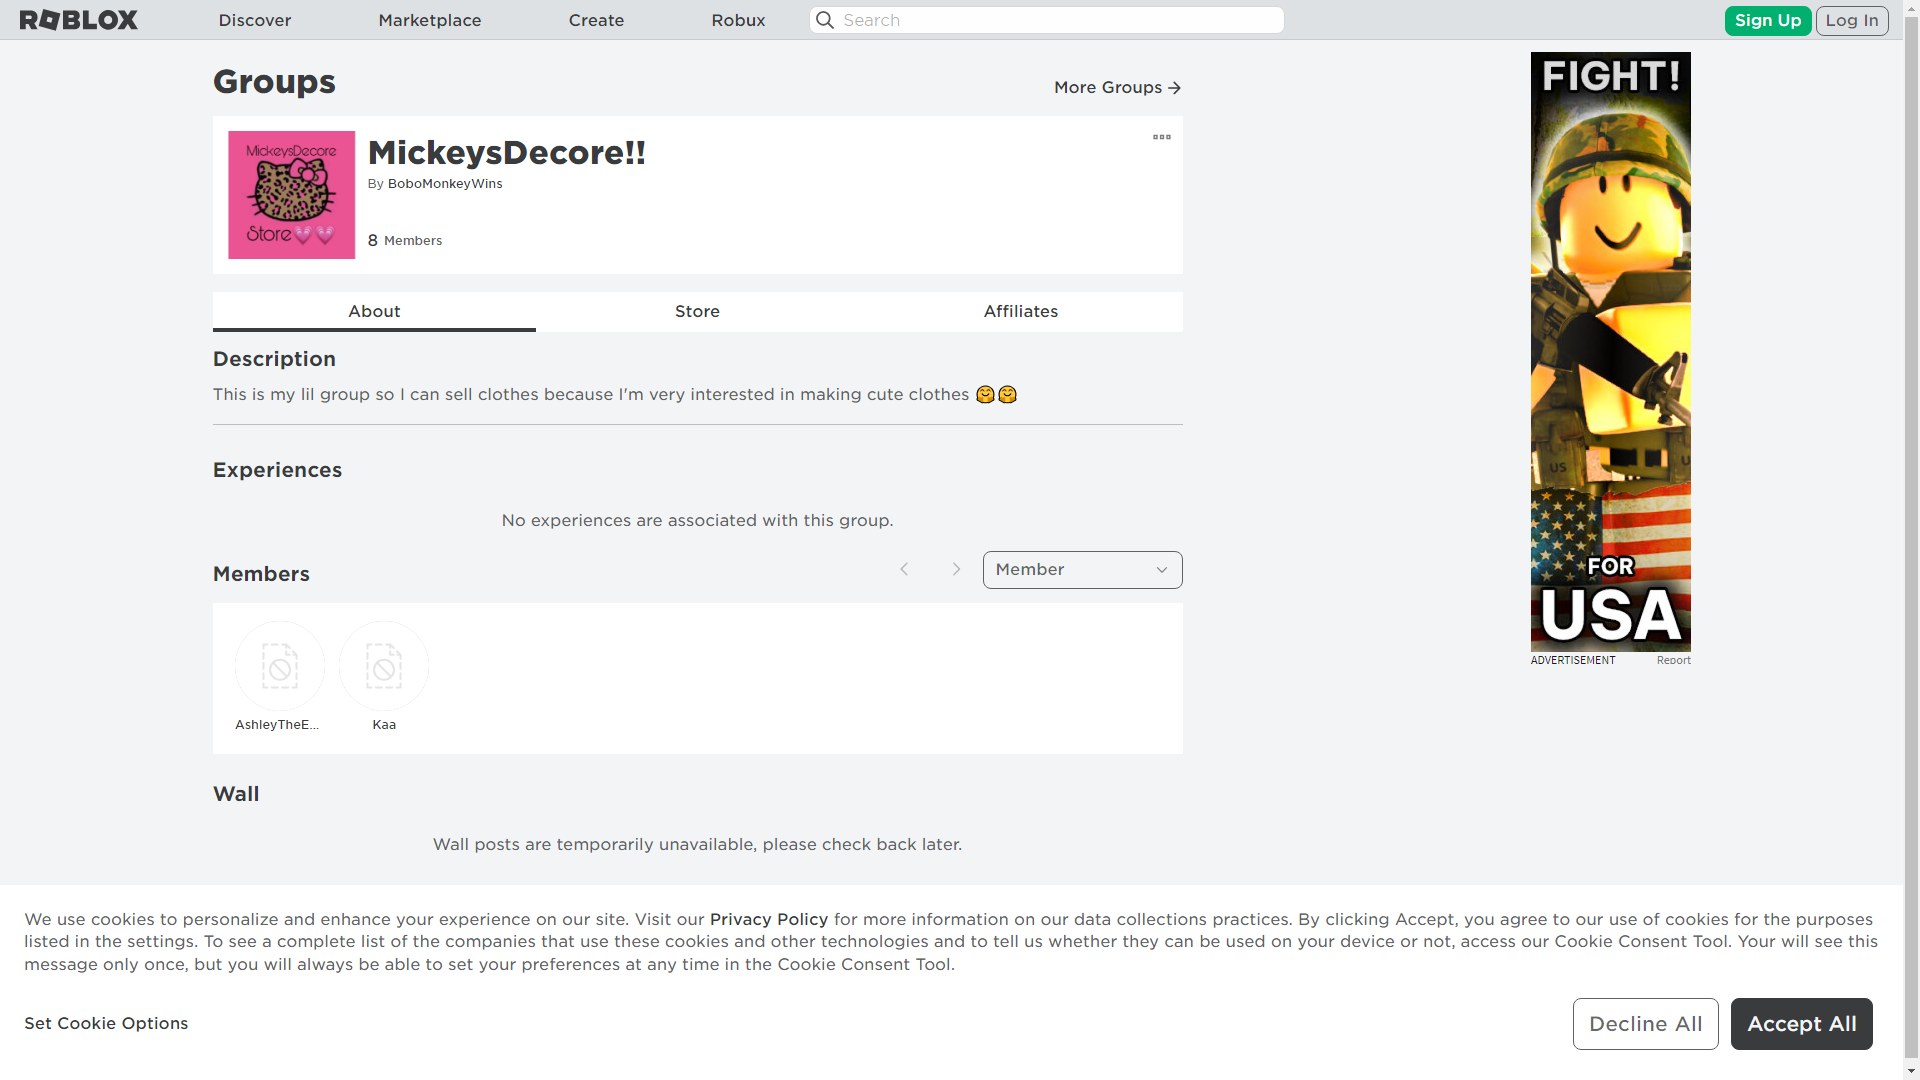 ROBLOX Discover Marketplace Create Robux Search Sign Up Log In
Groups
More Groups →
MickeysDecore
Store💗💗
MickeysDecore!!
By BoboMonkeyWins
8 Members
About Store Affiliates
Description
This is my lil group so I can sell clothes because I'm very interested in making cute clothes 🤗🤗
Experiences
No experiences are associated with this group.
Members
Member
AshleyTheE...
Kaa
Wall
Wall posts are temporarily unavailable, please check back later.
FIGHT!
US
FOR
USA
ADVERTISEMENT Report
We use cookies to personalize and enhance your experience on our site. Visit our Privacy Policy for more information on our data collections practices. By clicking Accept, you agree to our use of cookies for the purposes
listed in the settings. To see a complete list of the companies that use these cookies and other technologies and to tell us whether they can be used on your device or not, access our Cookie Consent Tool. Your will see this
message only once, but you will always be able to set your preferences at any time in the Cookie Consent Tool.
Set Cookie Options
Decline All
Accept All